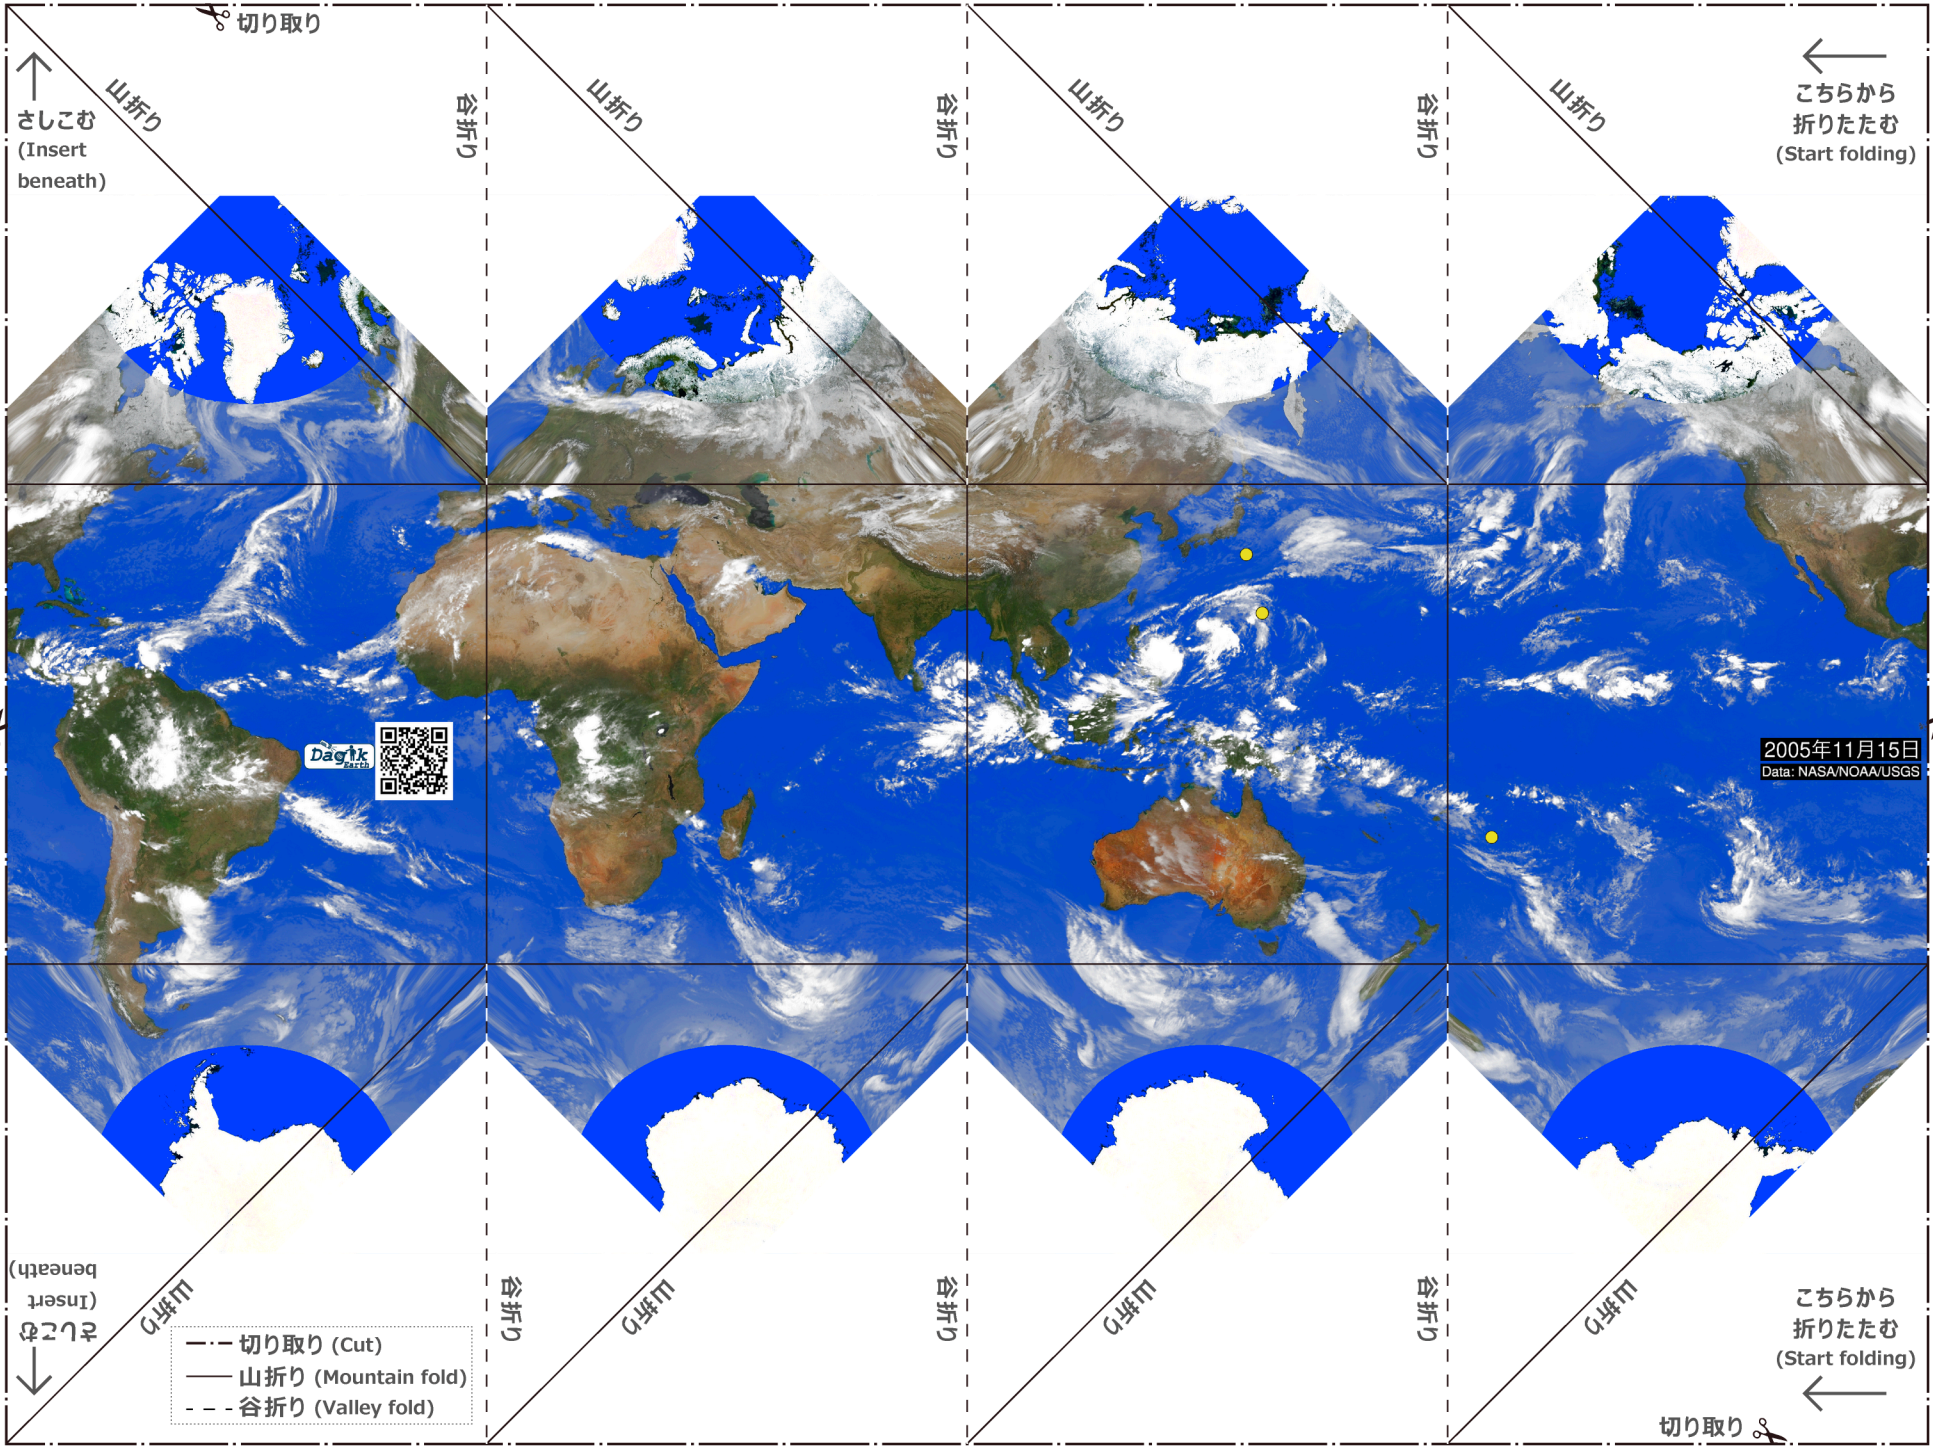 切り取り
山折り
谷折り
山折り
谷折り
山折り
谷折り
山折り
さしこむ
(Insert
beneath)
こちらから
折りたたむ
(Start folding)
Dagik
Earth
2005年11月15日
Data: NASA/NOAA/USGS
さしこむ
(Insert
beneath)
山折り
谷折り
山折り
谷折り
山折り
谷折り
山折り
こちらから
折りたたむ
(Start folding)
切り取り (Cut)
山折り (Mountain fold)
谷折り (Valley fold)
切り取り